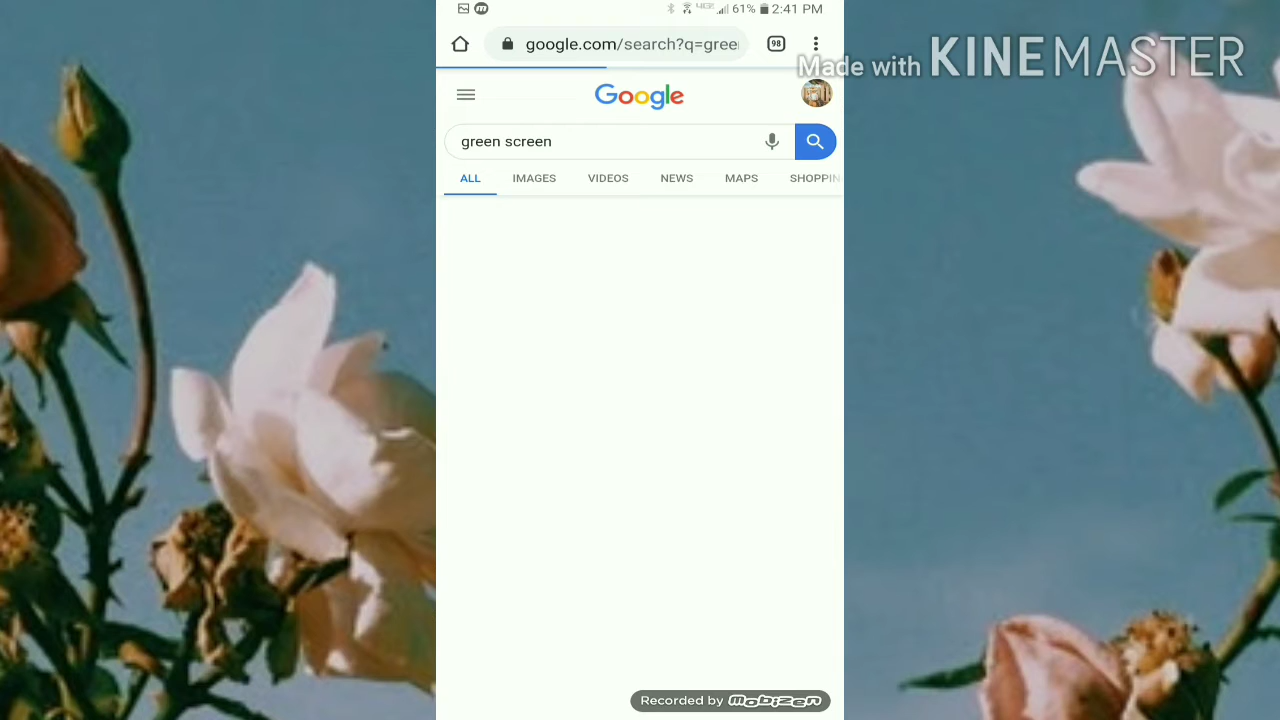 61% 2:41 PM
google.com/search?q=gree
98
Made with KINEMASTER
Google
green screen
ALL IMAGES VIDEOS NEWS MAPS SHOPPIN
Recorded by MOBIZEN